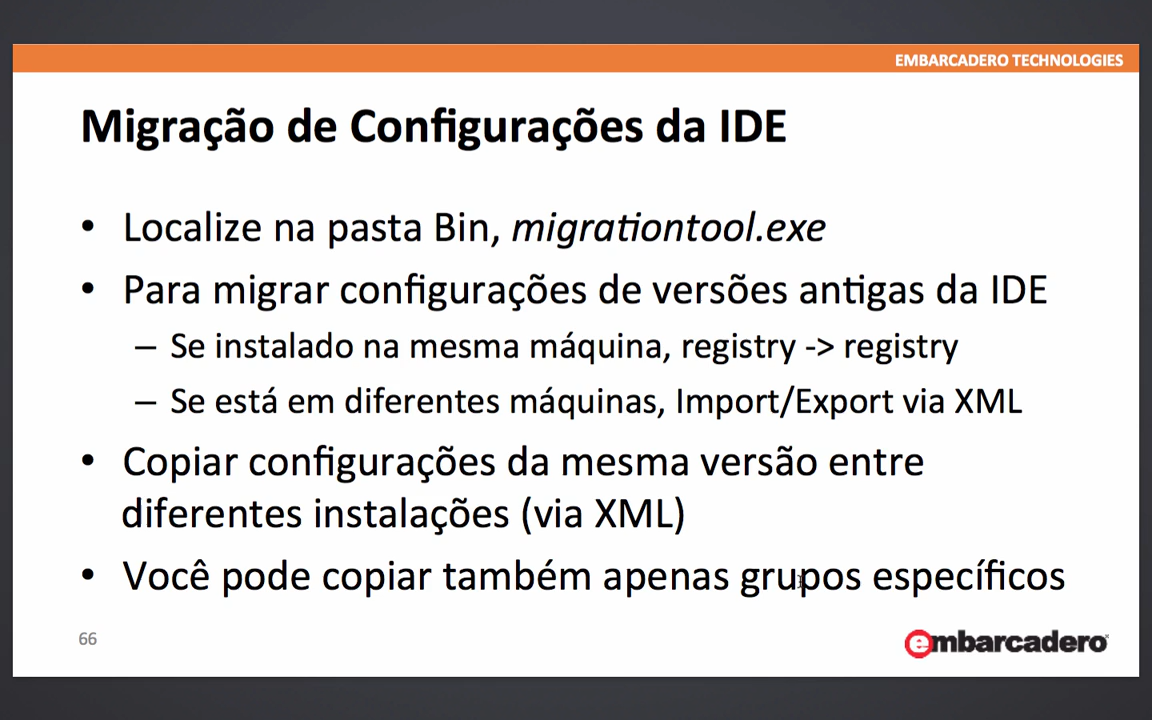 EMBARCADERO TECHNOLOGIES
Migração de Configurações da IDE
• Localize na pasta Bin, migrationtool.exe
• Para migrar configurações de versões antigas da IDE
– Se instalado na mesma máquina, registry -> registry
– Se está em diferentes máquinas, Import/Export via XML
• Copiar configurações da mesma versão entre
diferentes instalações (via XML)
• Você pode copiar também apenas grupos específicos
66
embarcadero